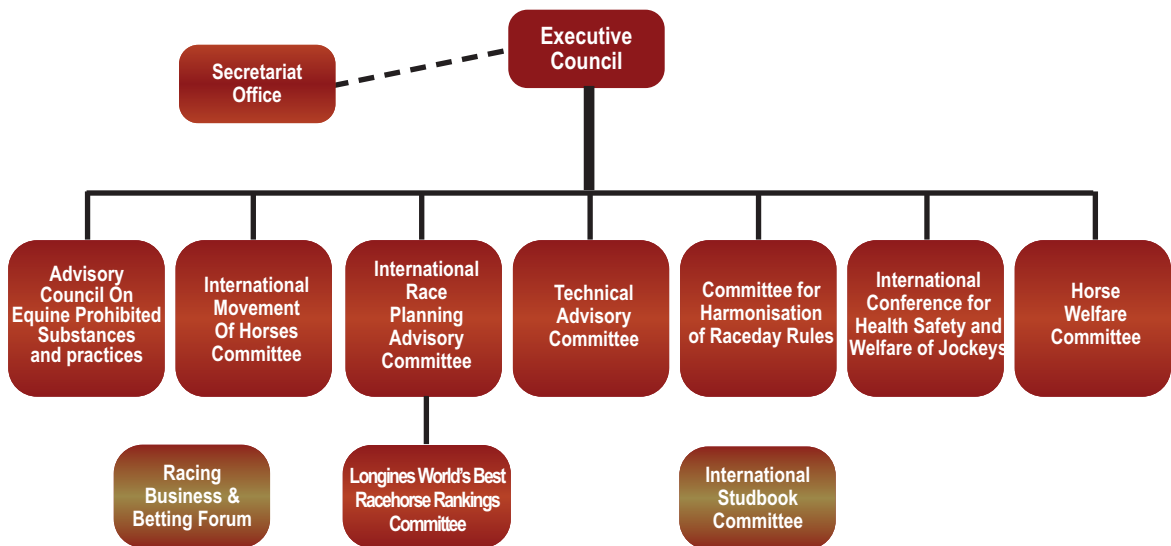 Executive
Council
Secretariat
Office
Advisory
Council On
Equine Prohibited
Substances
and practices
International
Movement
Of Horses
Committee
International
Race
Planning
Advisory
Committee
Technical
Advisory
Committee
Committee for
Harmonisation
of Raceday Rules
International
Conference for
Health Safety and
Welfare of Jockeys
Horse
Welfare
Committee
Racing
Business &
Betting Forum
Longines World's Best
Racehorse Rankings
Committee
International
Studbook
Committee